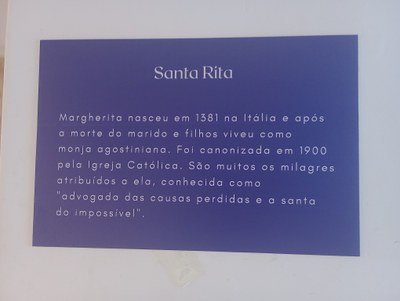 Santa Rita
Margherita nasceu em 1381 na Itália e após
a morte do marido e filhos viveu como
monja agostiniana. Foi canonizada em 1900
pela Igreja Católica. São muitos os milagres
atribuídos a ela, conhecida como
"advogada das causas perdidas e a santa
do impossível".